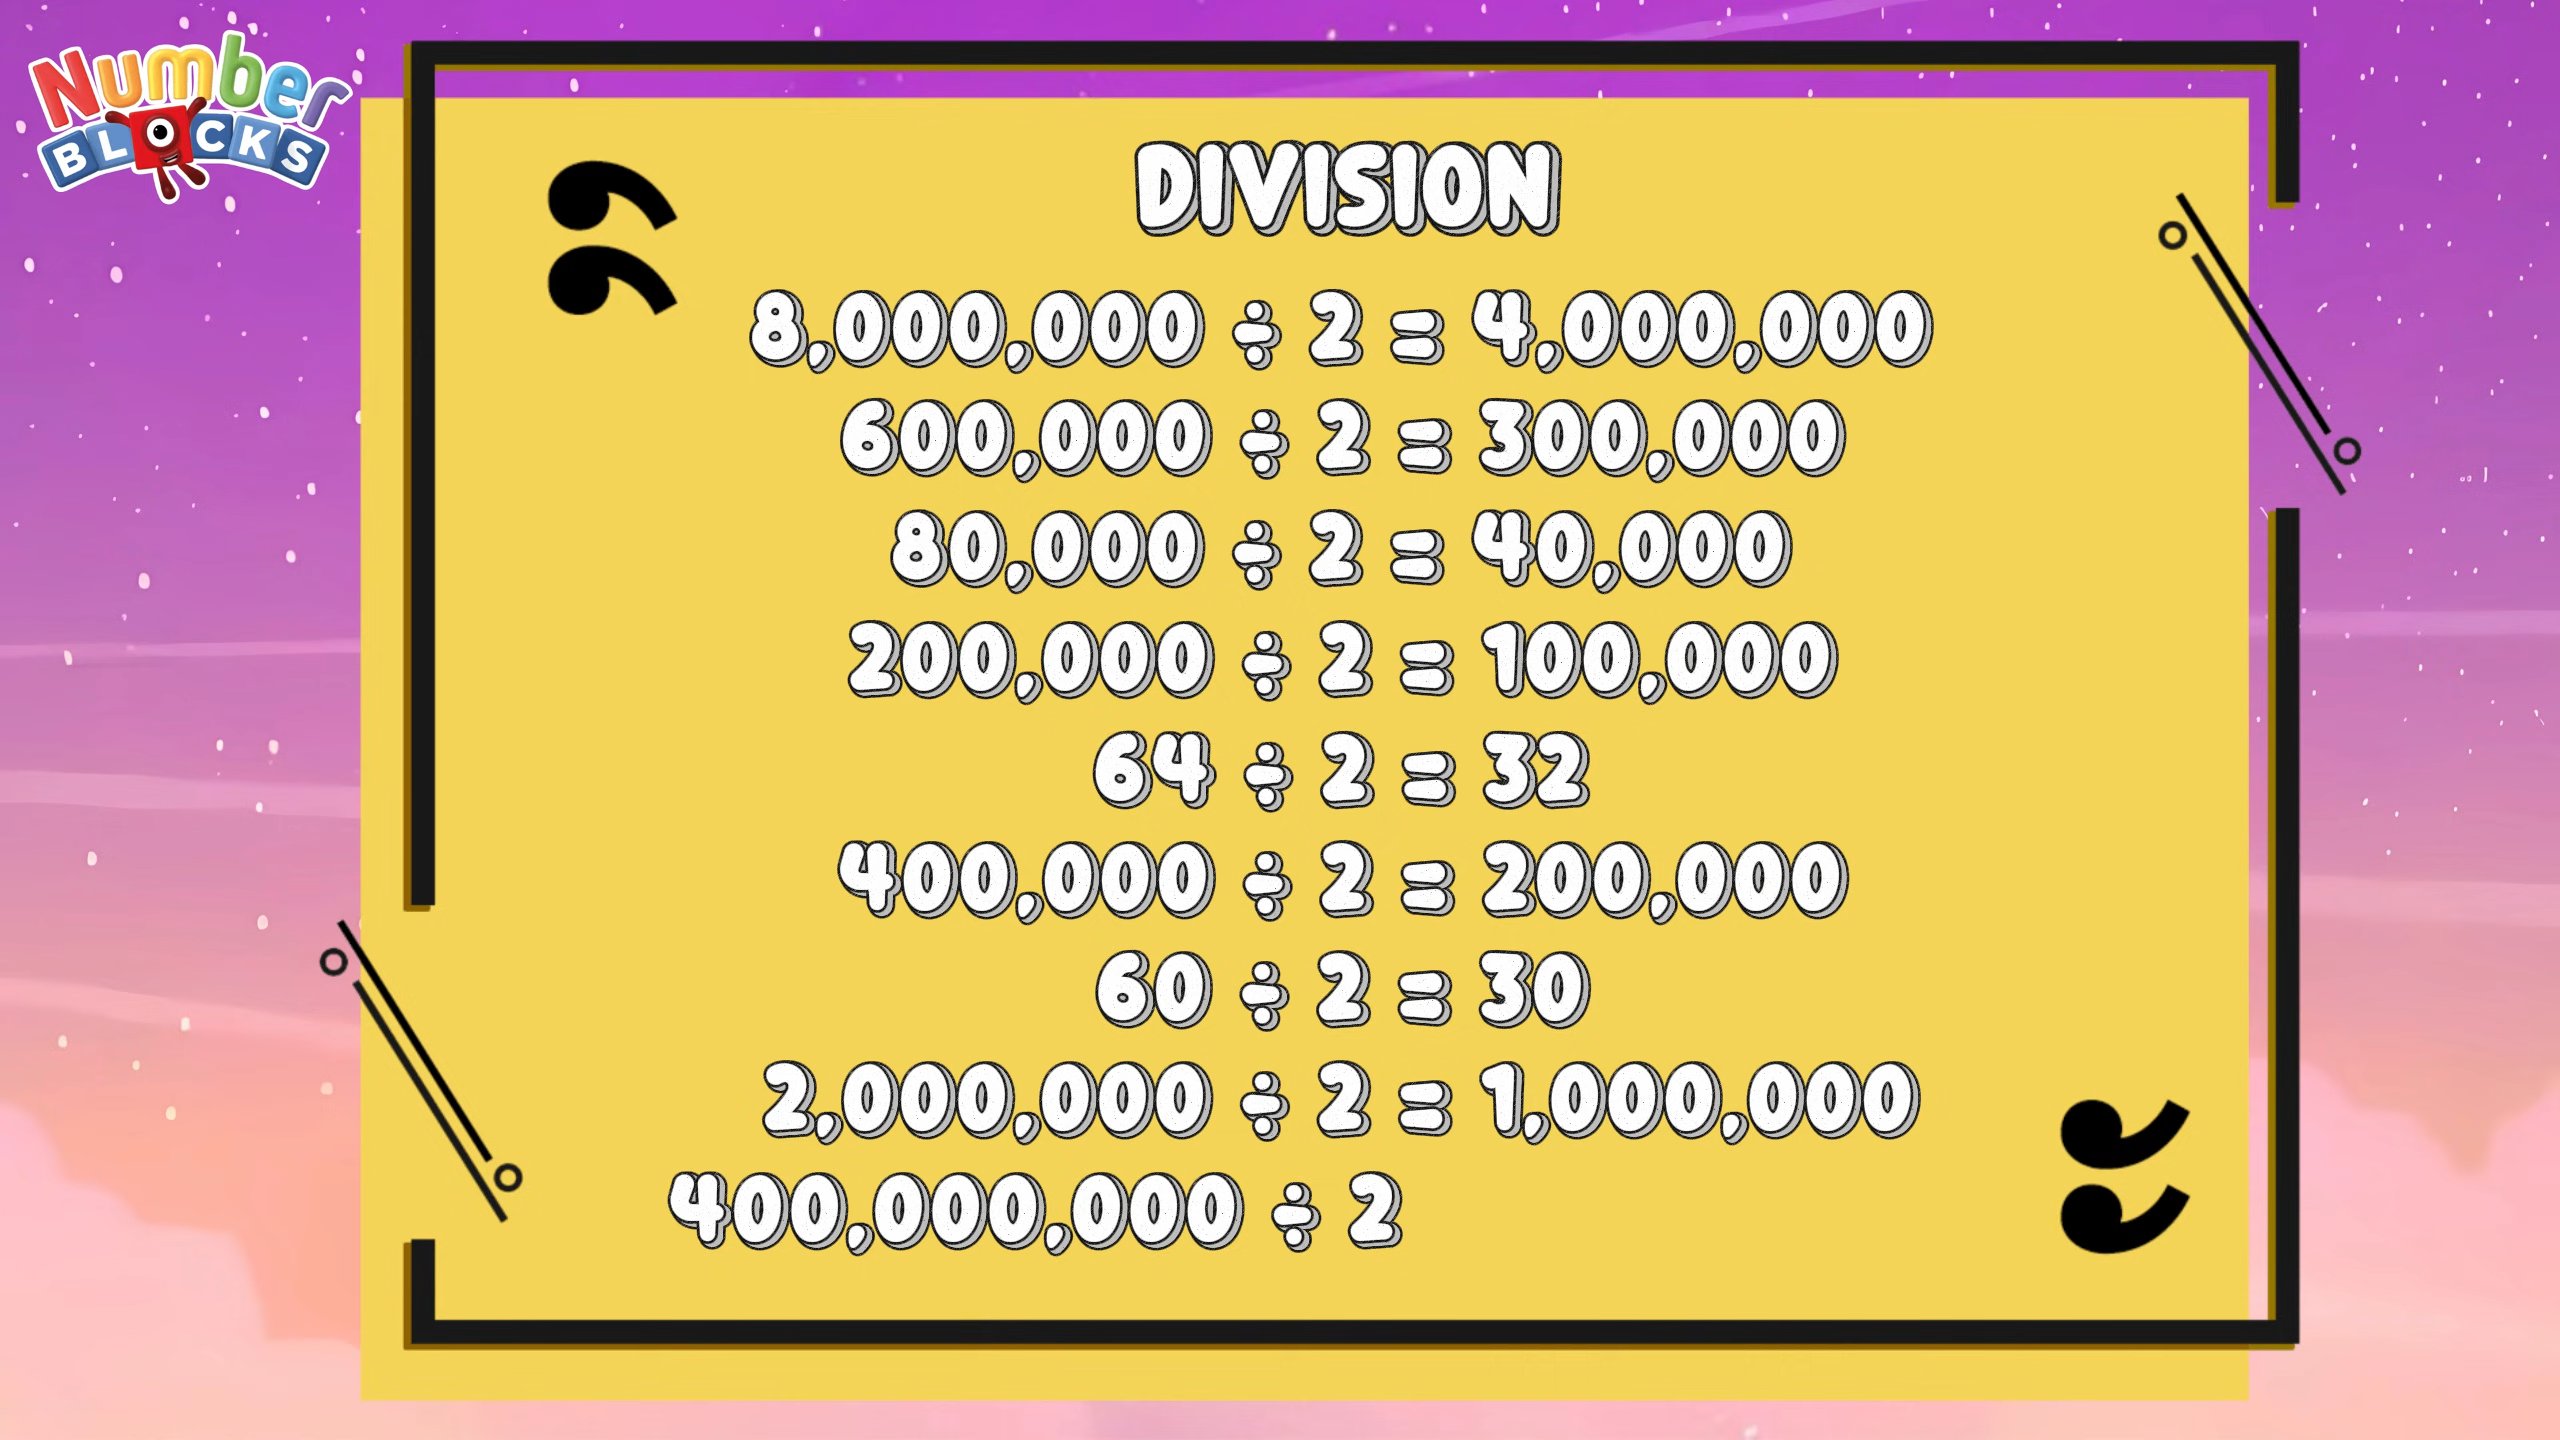 Number
BLOCKS
DIVISION
8,000,000 ÷ 2 = 4,000,000
600,000 ÷ 2 = 300,000
80,000 ÷ 2 = 40,000
200,000 ÷ 2 = 100,000
64 ÷ 2 = 32
400,000 ÷ 2 = 200,000
60 ÷ 2 = 30
2,000,000 ÷ 2 = 1,000,000
400,000,000 ÷ 2